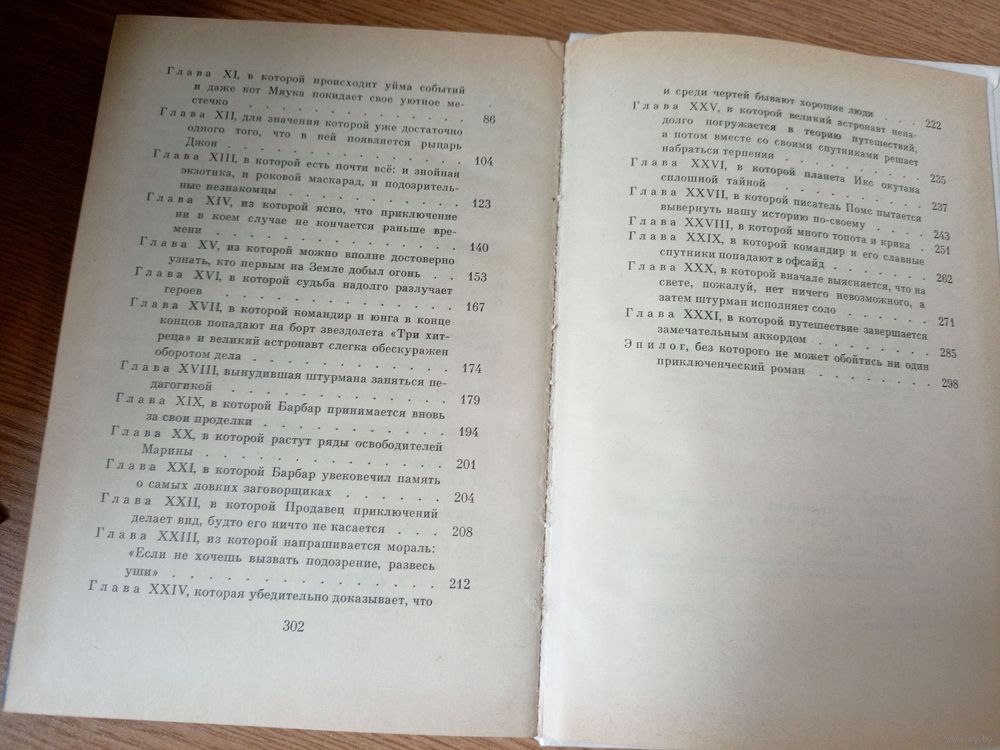 Глава XI, в которой происходит уйма событий
и даже кот Мяука покидает свое уютное ме-
стечко . . . . . . . . . . . . 86
Глава XII, для значения которой уже достаточно
одного того, что в ней появляется рыцарь
Джон . . . . . . . . . . . . . 104
Глава XIII, в которой есть почти всё: и знойная
экзотика, и роковой маскарад, и подозритель-
ные незнакомцы . . . . . . . . . 123
Глава XIV, из которой ясно, что приключение
ни в коем случае не кончается раньше вре-
мени . . . . . . . . . . . . . 140
Глава XV, из которой можно вполне достоверно
узнать, кто первым на Земле добыл огонь . . 153
Глава XVI, в которой судьба надолго разлучает
героев . . . . . . . . . . . . 167
Глава XVII, в которой командир и юнга в конце
концов попадают на борт звездолета «Три хит-
реца» и великий астронавт слегка обескуражен
оборотом дела . . . . . . . . . . 174
Глава XVIII, вынудившая штурмана заняться пе-
дагогикой . . . . . . . . . . . 179
Глава XIX, в которой Барбар принимается вновь
за свои проделки . . . . . . . . . 194
Глава XX, в которой растут ряды освободителей
Марины . . . . . . . . . . . . 201
Глава XXI, в которой Барбар увековечил память
о самых ловких заговорщиках . . . . . . 204
Глава XXII, в которой Продавец приключений
делает вид, будто его ничто не касается . . . 208
Глава XXIII, из которой напрашивается мораль:
«Если не хочешь вызвать подозрение, развесь
уши» . . . . . . . . . . . . . 212
Глава XXIV, которая убедительно доказывает, что
302
и среди чертей бывают хорошие люди . . . 222
Глава XXV, в которой великий астронавт нена-
долго погружается в теорию путешествий,
а потом вместе со своими спутниками решает
набраться терпения . . . . . . . . 235
Глава XXVI, в которой планета Икс окутана
сплошной тайной . . . . . . . . . 237
Глава XXVII, в которой писатель Помс пытается
вывернуть нашу историю по-своему . . . . 243
Глава XXVIII, в которой много топота и крика . 251
Глава XXIX, в которой командир и его славные
спутники попадают в офсайд . . . . . . 262
Глава XXX, в которой вначале выясняется, что на
свете, пожалуй, нет ничего невозможного, а
затем штурман исполняет соло . . . . . 271
Глава XXXI, в которой путешествие завершается
замечательным аккордом . . . . . . . 285
Эпилог, без которого не может обойтись ни один
приключенческий роман . . . . . . . 298